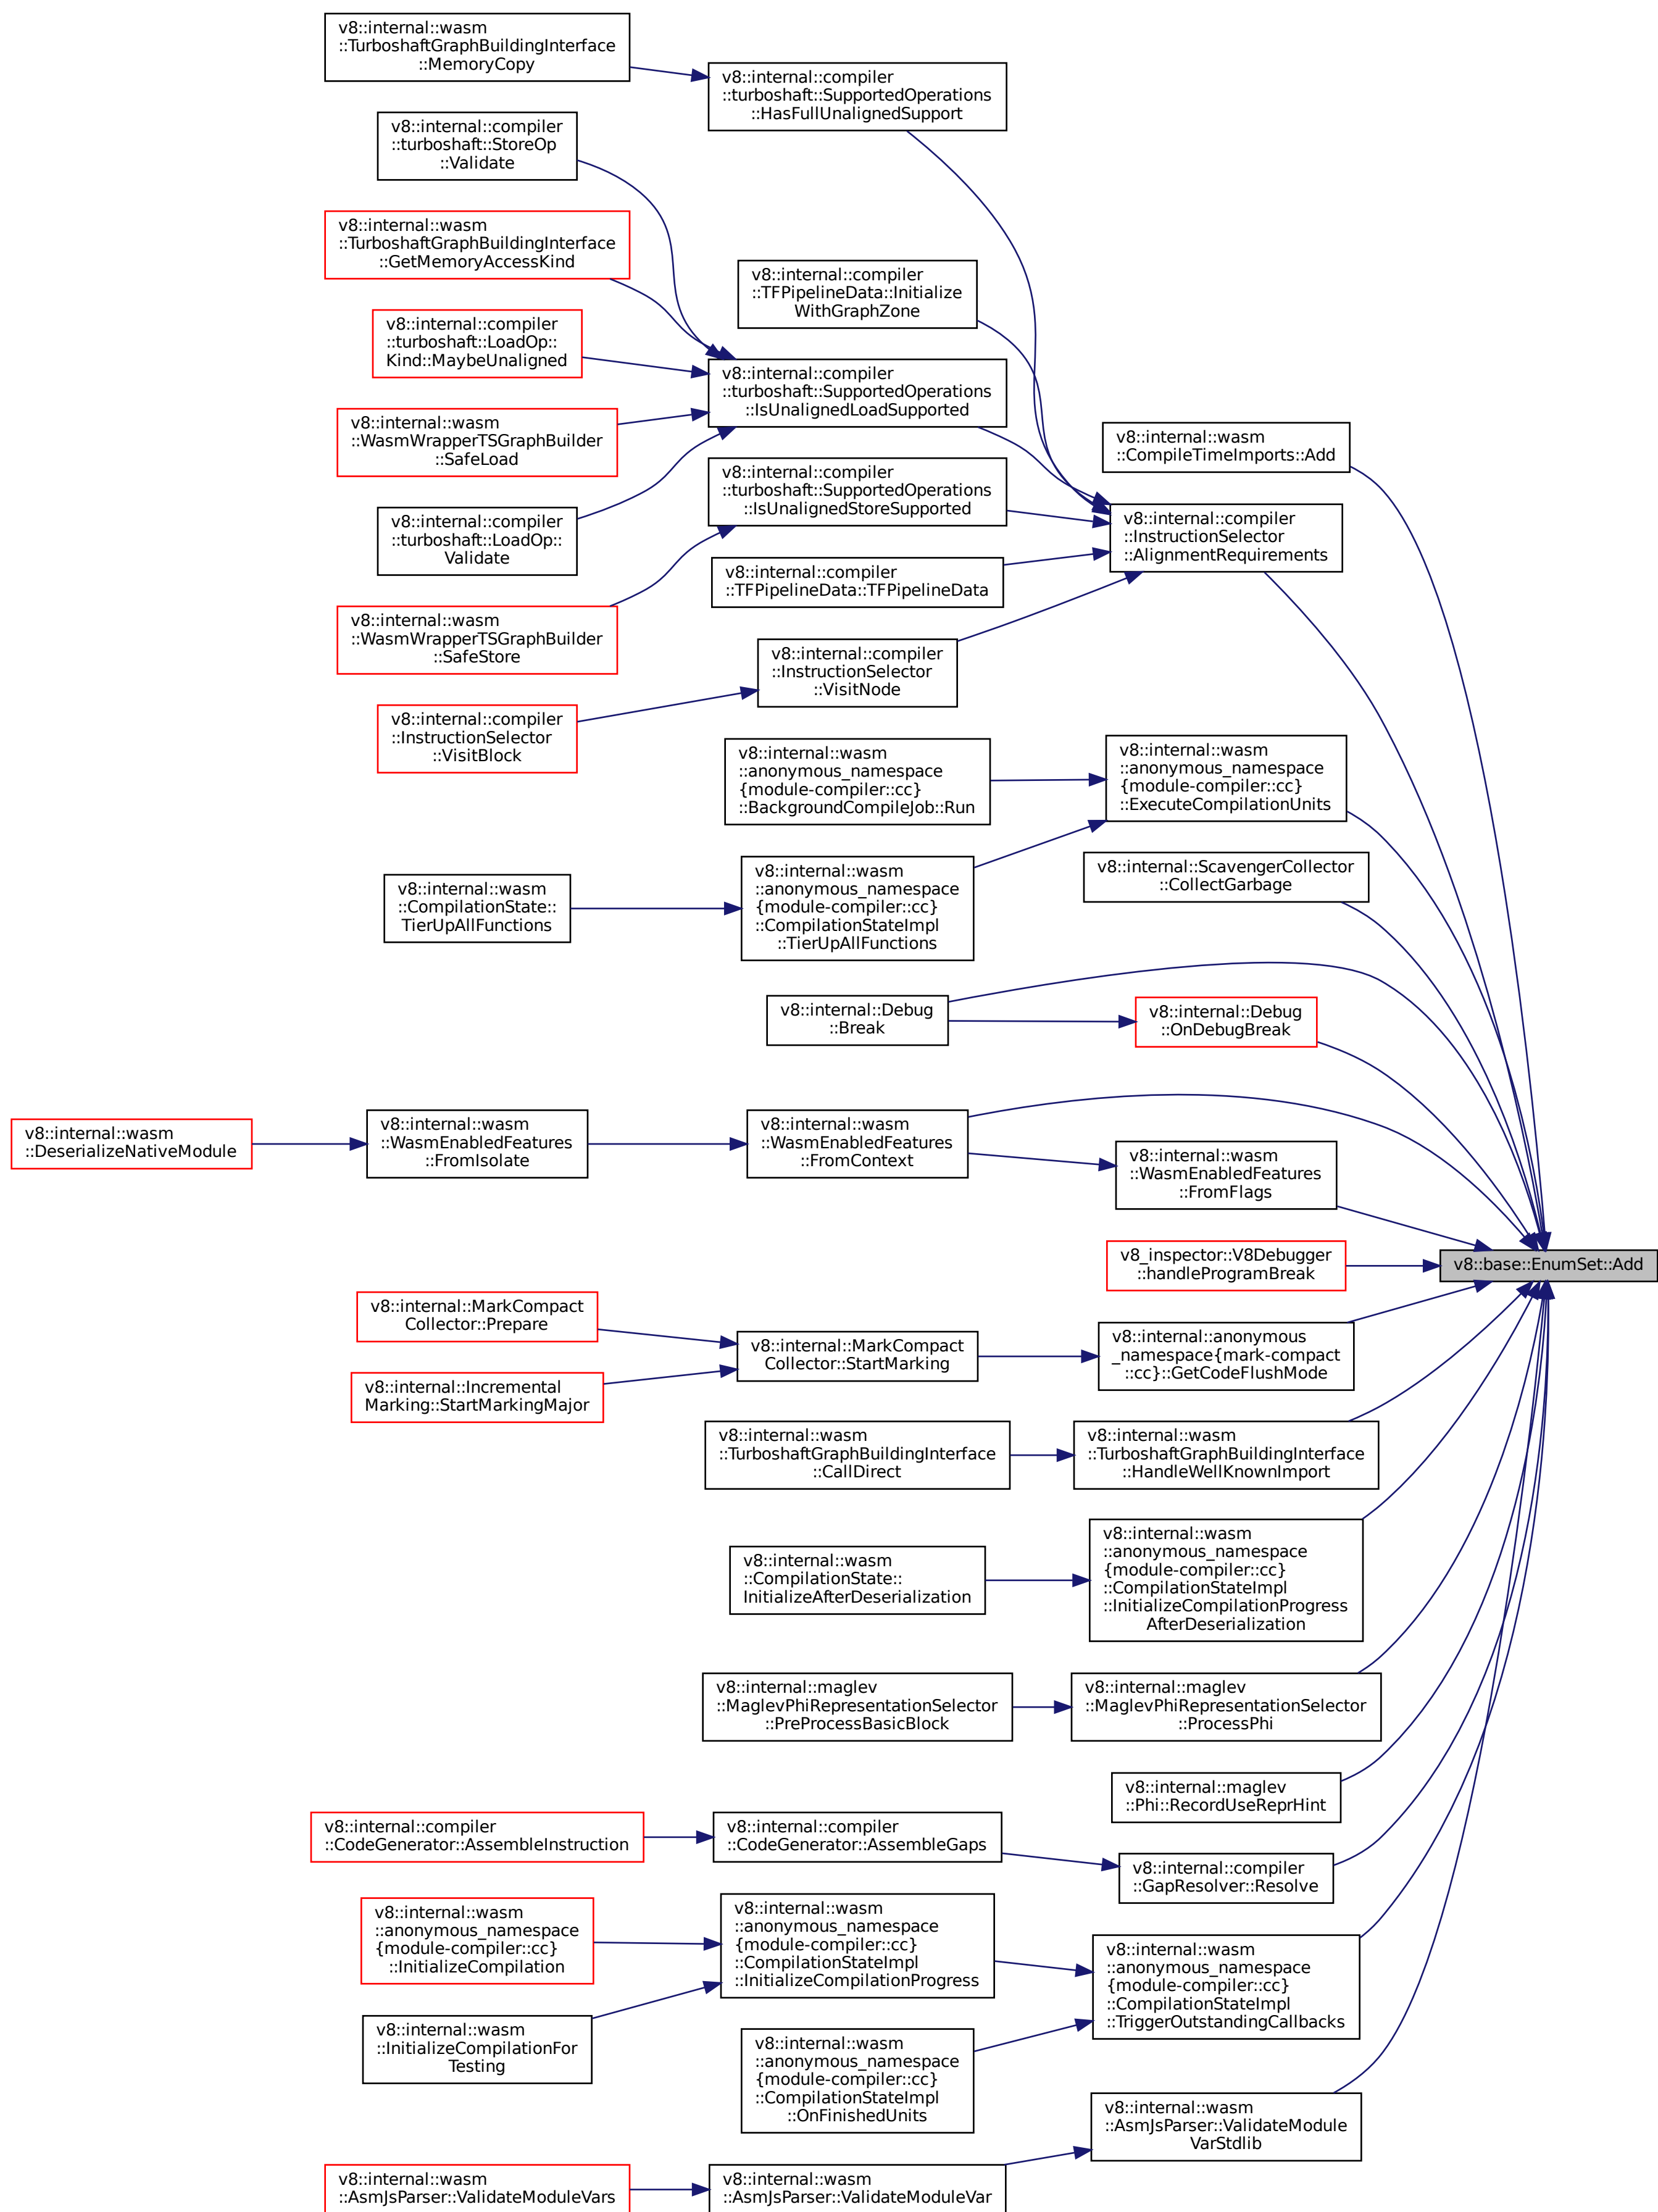 v8::internal::wasm
::TurboshaftGraphBuildingInterface
::MemoryCopy
v8::internal::compiler
::turboshaft::SupportedOperations
::HasFullUnalignedSupport
v8::internal::compiler
::turboshaft::StoreOp
::Validate
v8::internal::wasm
::TurboshaftGraphBuildingInterface
::GetMemoryAccessKind
v8::internal::compiler
::TFPipelineData::Initialize
WithGraphZone
v8::internal::compiler
::turboshaft::LoadOp::
Kind::MaybeUnaligned
v8::internal::compiler
::turboshaft::SupportedOperations
::IsUnalignedLoadSupported
v8::internal::wasm
::WasmWrapperTSGraphBuilder
::SafeLoad
v8::internal::wasm
::CompileTimeImports::Add
v8::internal::compiler
::turboshaft::SupportedOperations
::IsUnalignedStoreSupported
v8::internal::compiler
::turboshaft::LoadOp::
Validate
v8::internal::compiler
::InstructionSelector
::AlignmentRequirements
v8::internal::compiler
::TFPipelineData::TFPipelineData
v8::internal::wasm
::WasmWrapperTSGraphBuilder
::SafeStore
v8::internal::compiler
::InstructionSelector
::VisitNode
v8::internal::compiler
::InstructionSelector
::VisitBlock
v8::internal::wasm
::anonymous_namespace
{module-compiler::cc}
::BackgroundCompileJob::Run
v8::internal::wasm
::anonymous_namespace
{module-compiler::cc}
::ExecuteCompilationUnits
v8::internal::wasm
::CompilationState::
TierUpAllFunctions
v8::internal::wasm
::anonymous_namespace
{module-compiler::cc}
::CompilationStateImpl
::TierUpAllFunctions
v8::internal::ScavengerCollector
::CollectGarbage
v8::internal::Debug
::Break
v8::internal::Debug
::OnDebugBreak
v8::internal::wasm
::DeserializeNativeModule
v8::internal::wasm
::WasmEnabledFeatures
::FromIsolate
v8::internal::wasm
::WasmEnabledFeatures
::FromContext
v8::internal::wasm
::WasmEnabledFeatures
::FromFlags
v8_inspector::V8Debugger
::handleProgramBreak
v8::base::EnumSet::Add
v8::internal::MarkCompact
Collector::Prepare
v8::internal::MarkCompact
Collector::StartMarking
v8::internal::anonymous
_namespace{mark-compact
::cc}::GetCodeFlushMode
v8::internal::Incremental
Marking::StartMarkingMajor
v8::internal::wasm
::TurboshaftGraphBuildingInterface
::CallDirect
v8::internal::wasm
::TurboshaftGraphBuildingInterface
::HandleWellKnownImport
v8::internal::wasm
::CompilationState::
InitializeAfterDeserialization
v8::internal::wasm
::anonymous_namespace
{module-compiler::cc}
::CompilationStateImpl
::InitializeCompilationProgress
AfterDeserialization
v8::internal::maglev
::MaglevPhiRepresentationSelector
::PreProcessBasicBlock
v8::internal::maglev
::MaglevPhiRepresentationSelector
::ProcessPhi
v8::internal::maglev
::Phi::RecordUseReprHint
v8::internal::compiler
::CodeGenerator::AssembleInstruction
v8::internal::compiler
::CodeGenerator::AssembleGaps
v8::internal::compiler
::GapResolver::Resolve
v8::internal::wasm
::anonymous_namespace
{module-compiler::cc}
::InitializeCompilation
v8::internal::wasm
::anonymous_namespace
{module-compiler::cc}
::CompilationStateImpl
::InitializeCompilationProgress
v8::internal::wasm
::anonymous_namespace
{module-compiler::cc}
::CompilationStateImpl
::TriggerOutstandingCallbacks
v8::internal::wasm
::InitializeCompilationFor
Testing
v8::internal::wasm
::anonymous_namespace
{module-compiler::cc}
::CompilationStateImpl
::OnFinishedUnits
v8::internal::wasm
::AsmJsParser::ValidateModule
VarStdlib
v8::internal::wasm
::AsmJsParser::ValidateModuleVars
v8::internal::wasm
::AsmJsParser::ValidateModuleVar